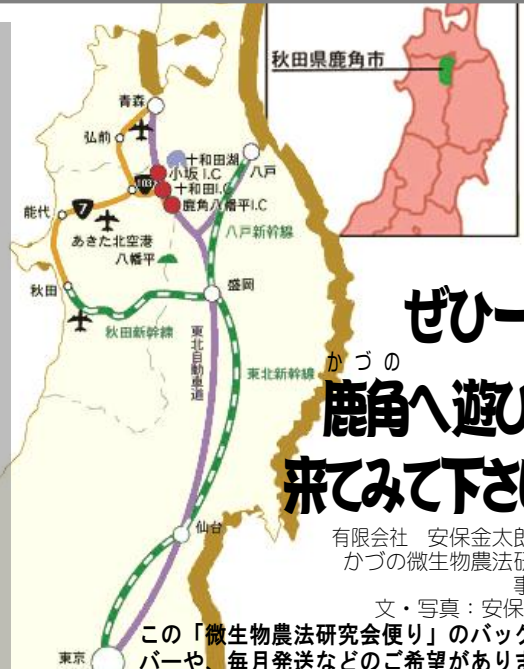 秋田県鹿角市
青森
弘前
十和田湖
八戸
小坂 I.C
103
十和田I.C
鹿角八幡平I.C
能代
7
あきた北空港
八幡平
八戸新幹線
秋田
盛岡
秋田新幹線
東北自動車道
東北新幹線
仙台
東京
ぜひ一
かづの
鹿角へ遊び
来てみて下さ
有限会社 安保金太郎
かづの微生物農法研
事
文・写真：安保
この「微生物農法研究会便り」のバック
バーや、毎月発送などのご希望がありま